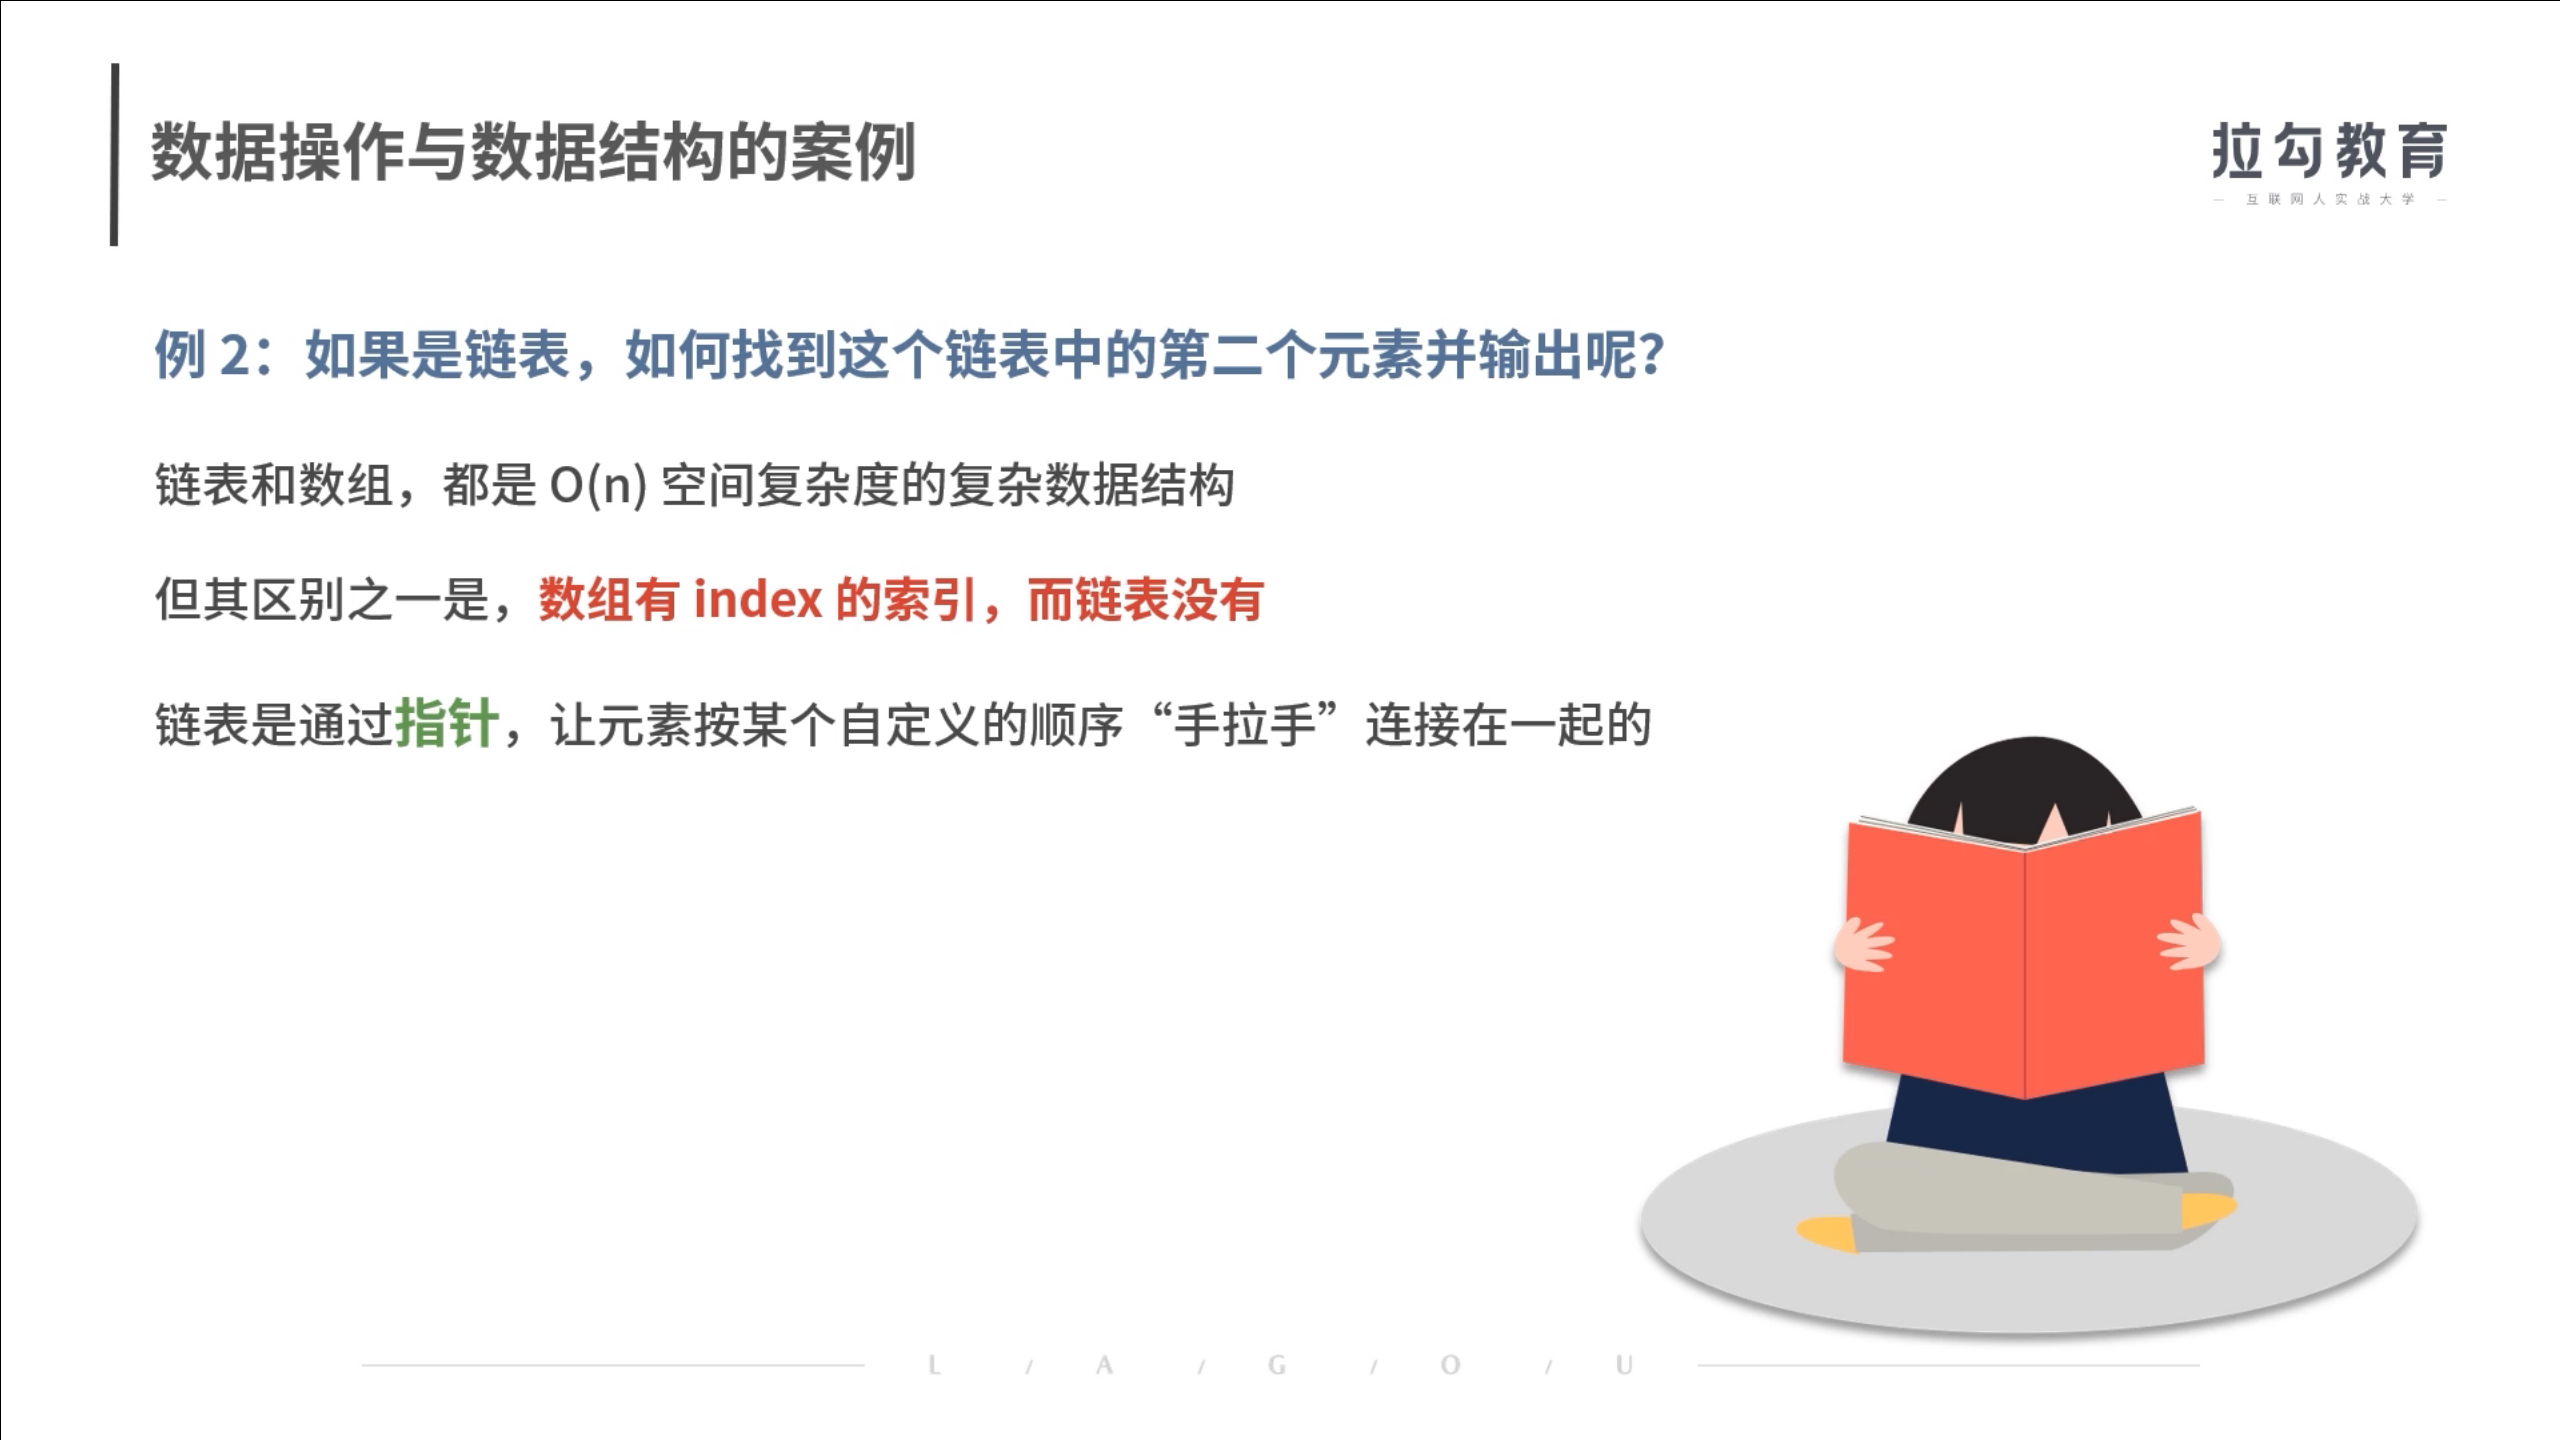 数据操作与数据结构的案例
拉勾教育
— 互联网人实战大学 —
例 2：如果是链表，如何找到这个链表中的第二个元素并输出呢？
链表和数组，都是 O(n) 空间复杂度的复杂数据结构
但其区别之一是，数组有 index 的索引，而链表没有
链表是通过指针，让元素按某个自定义的顺序“手拉手”连接在一起的
L / A / G / O / U